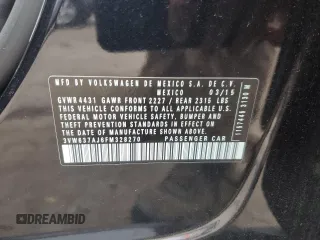 MFD BY VOLKSWAGEN DE MEXICO S.A. DE C.V.
MEXICO 03/15
GVWR 4431 GAWR FRONT 2227 / REAR 2315 LBS
THIS VEHICLE CONFORMS TO ALL APPLICABLE
FEDERAL MOTOR VEHICLE SAFETY, BUMPER AND
THEFT PREVENTION STANDARDS IN EFFECT ON
THE DATE OF MANUFACTURE SHOWN ABOVE
3VW637AJ6FM328270 PASSENGER CAR
DREAMBID